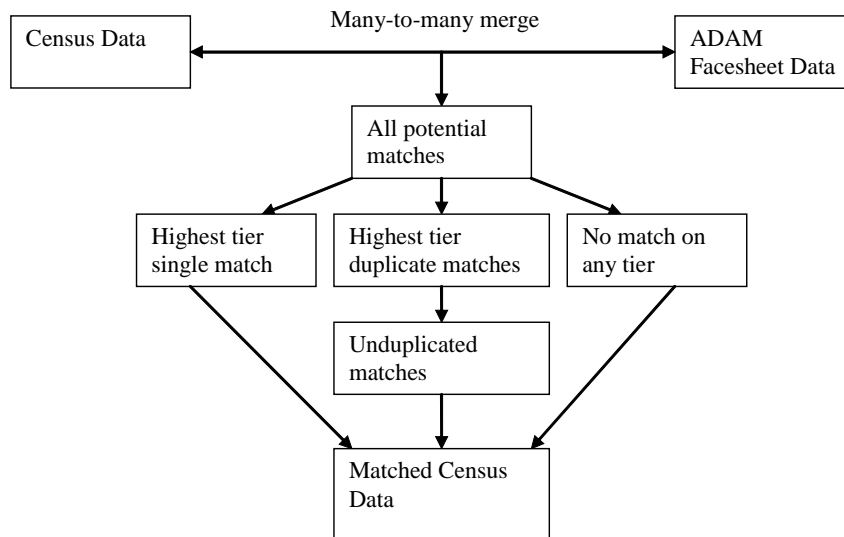 Many-to-many merge
Census Data
ADAM
Facesheet Data
All potential
matches
Highest tier
single match
Highest tier
duplicate matches
No match on
any tier
Unduplicated
matches
Matched Census
Data